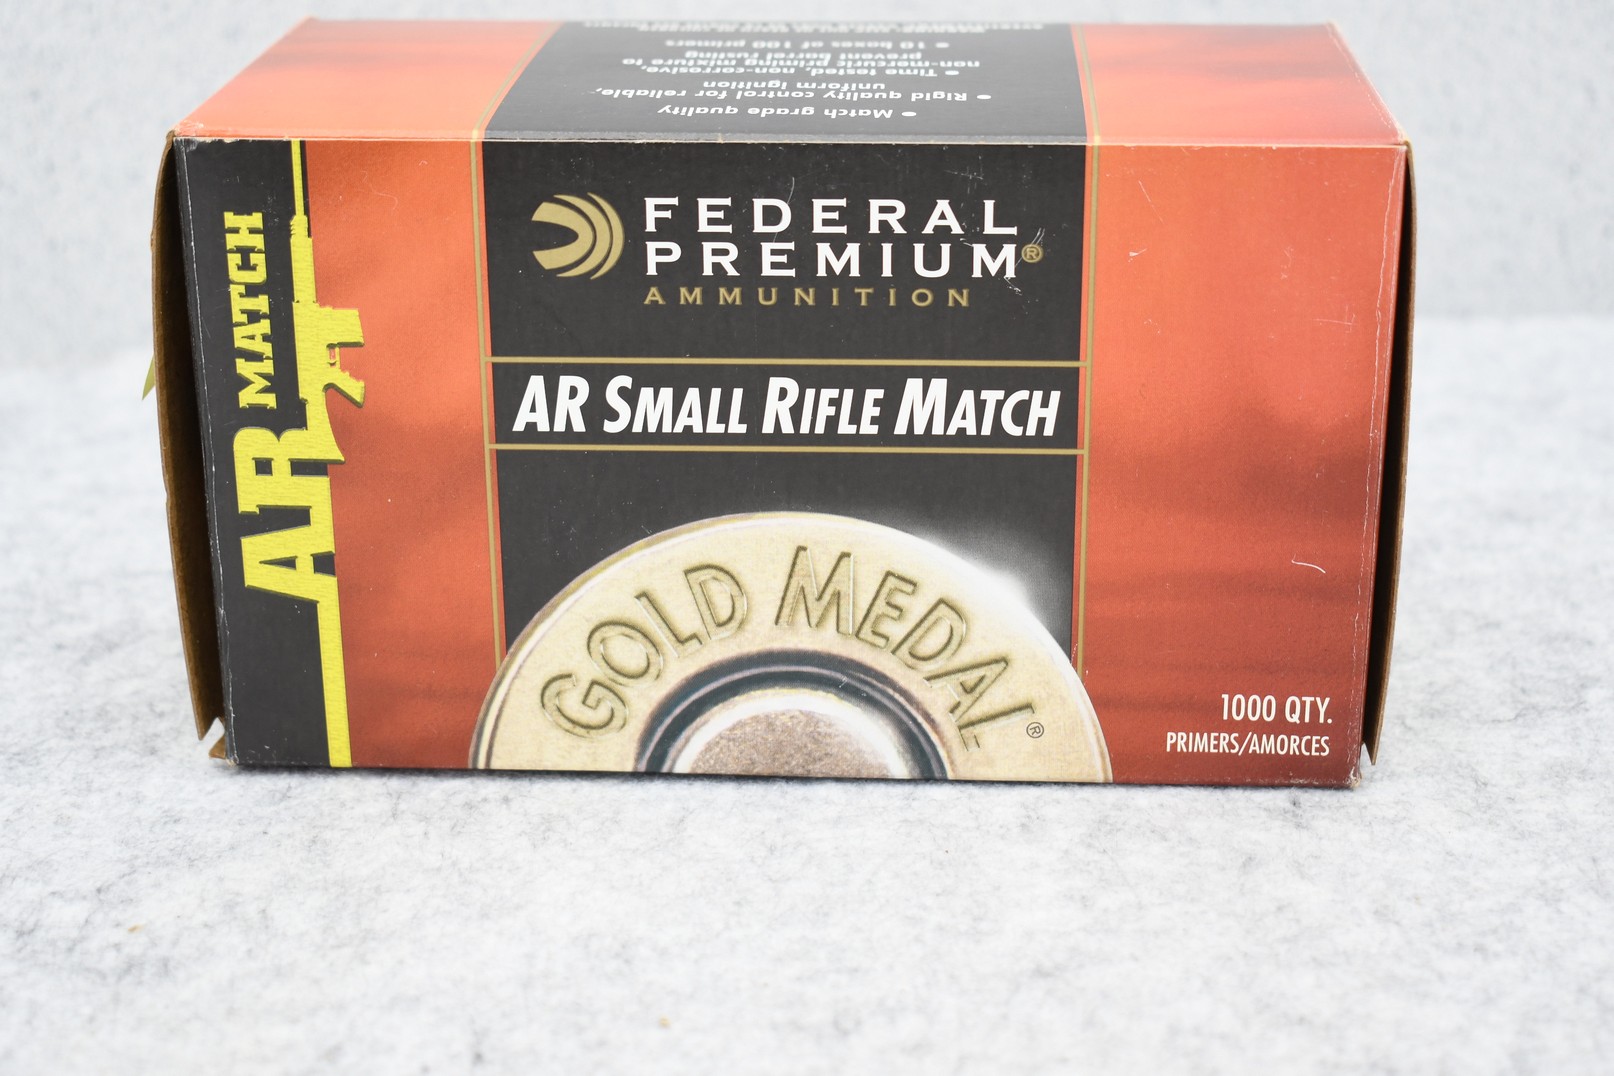 • Match grade quality
• Rigid quality control for reliable,
uniform ignition
• Time tested, non-corrosive,
non-mercuric priming mixture to
prevent barrel rusting
• 10 boxes of 100 primers
AR MATCH
FEDERAL
PREMIUM®
AMMUNITION
AR SMALL RIFLE MATCH
GOLD MEDAL®
1000 QTY.
PRIMERS/AMORCES